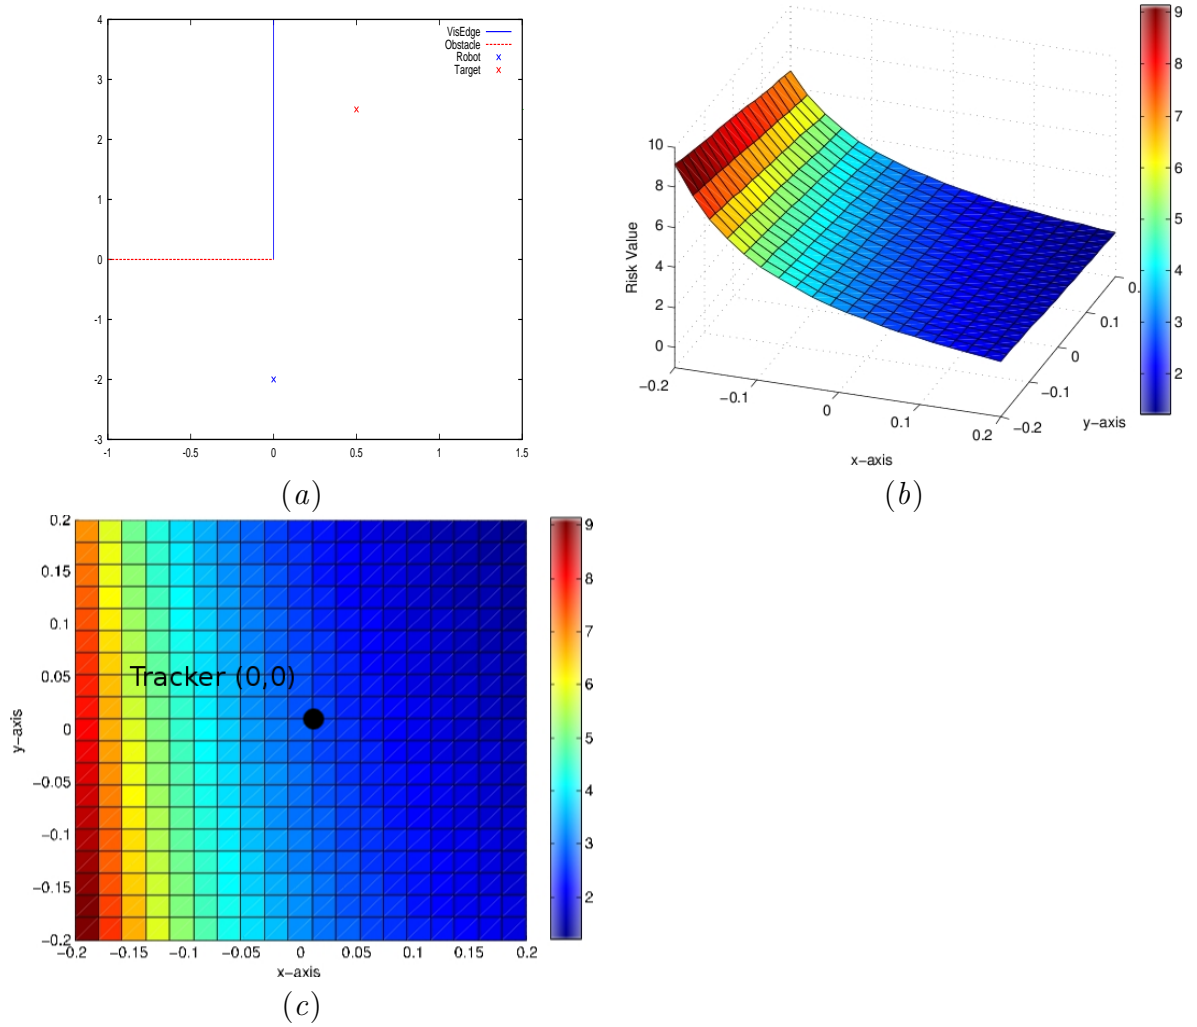 4
3
2
1
0
-1
-2
-3
-1 -0.5 0 0.5 1 1.5
VisEdge
Obstacle
Robot
Target
(a)
10
8
6
4
2
0
Risk Value
−0.2 −0.1 0 0.1 0.2
x−axis
−0.2
−0.1
0
0.1
0.
y−axis
9
8
7
6
5
4
3
2
(b)
0.2
0.15
0.1
0.05
0
−0.05
−0.1
−0.15
−0.2
y−axis
Tracker (0,0)
−0.2 −0.15 −0.1 −0.05 0 0.05 0.1 0.15 0.2
x−axis
9
8
7
6
5
4
3
2
(c)